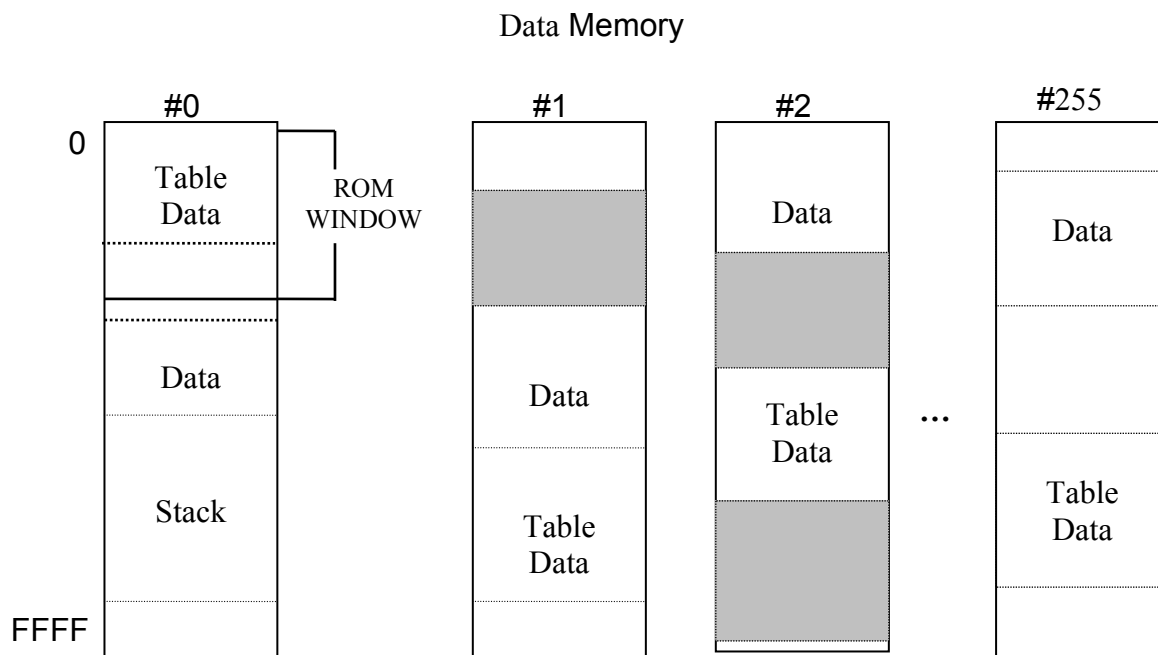 Data Memory
#0
#1
#2
#255
0
Table
Data
ROM
WINDOW
Data
Data
Data
Data
Table
Data
...
Stack
Table
Data
Table
Data
FFFF